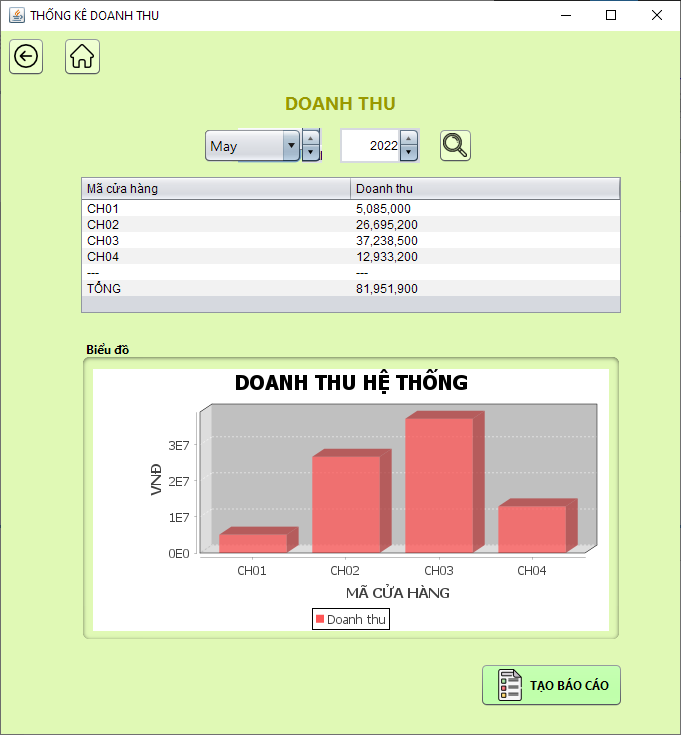 THỐNG KÊ DOANH THU
DOANH THU
May 2022
Mã cửa hàng Doanh thu
CH01 5,085,000
CH02 26,695,200
CH03 37,238,500
CH04 12,933,200
--- ---
TỔNG 81,951,900
Biểu đồ
DOANH THU HỆ THỐNG
VNĐ
3E7
2E7
1E7
0E0
CH01 CH02 CH03 CH04
MÃ CỬA HÀNG
Doanh thu
TẠO BÁO CÁO